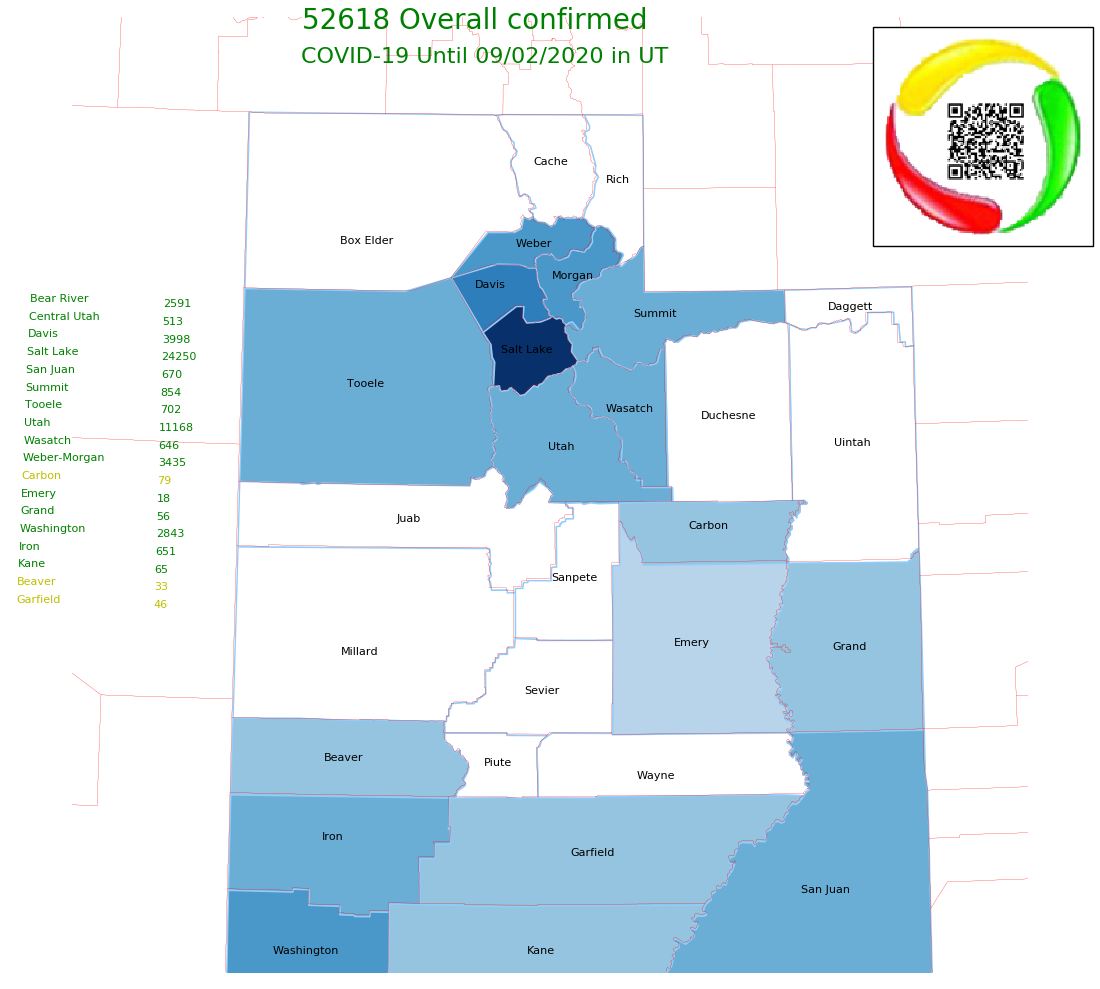 52618 Overall confirmed
COVID-19 Until 09/02/2020 in UT
Cache
Rich
Box Elder
Weber
Morgan
Davis
Summit
Daggett
Salt Lake
Tooele
Wasatch
Duchesne
Uintah
Utah
Juab
Carbon
Sanpete
Millard
Emery
Grand
Sevier
Beaver
Piute
Wayne
Iron
Garfield
San Juan
Washington
Kane
Bear River 2591
Central Utah 513
Davis 3998
Salt Lake 24250
San Juan 670
Summit 854
Tooele 702
Utah 11168
Wasatch 646
Weber-Morgan 3435
Carbon 79
Emery 18
Grand 56
Washington 2843
Iron 651
Kane 65
Beaver 33
Garfield 46